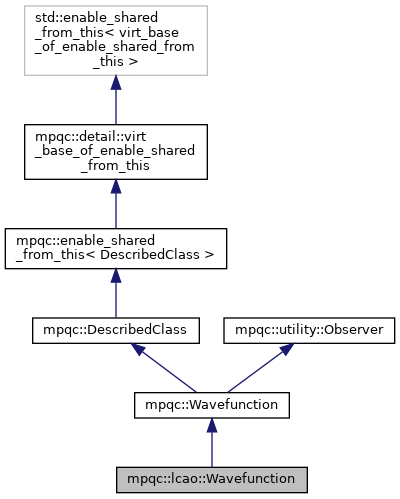 std::enable_shared
_from_this< virt_base
_of_enable_shared_from
_this >
mpqc::detail::virt
_base_of_enable_shared
_from_this
mpqc::enable_shared
_from_this< DescribedClass >
mpqc::DescribedClass
mpqc::utility::Observer
mpqc::Wavefunction
mpqc::lcao::Wavefunction